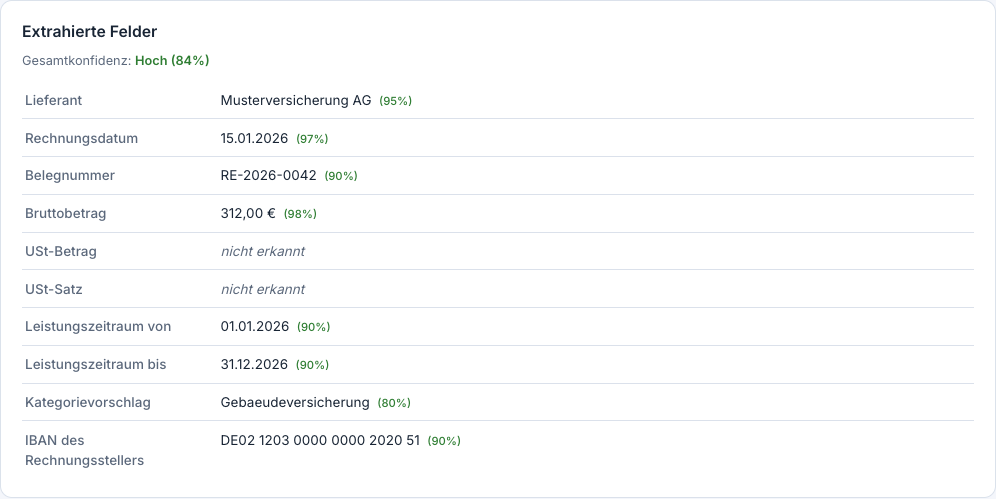 Extrahierte Felder
Gesamtkonfidenz: Hoch (84%)
Lieferant Musterversicherung AG (95%)
Rechnungsdatum 15.01.2026 (97%)
Belegnummer RE-2026-0042 (90%)
Bruttobetrag 312,00 € (98%)
USt-Betrag nicht erkannt
USt-Satz nicht erkannt
Leistungszeitraum von 01.01.2026 (90%)
Leistungszeitraum bis 31.12.2026 (90%)
Kategorievorschlag Gebaeudeversicherung (80%)
IBAN des DE02 1203 0000 0000 2020 51 (90%)
Rechnungsstellers